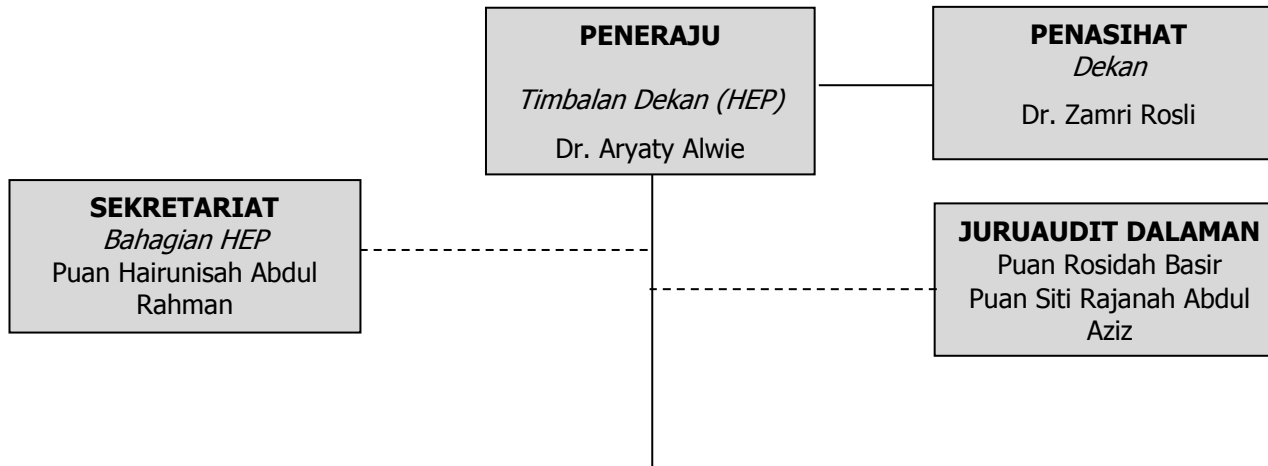 PENERAJU
Timbalan Dekan (HEP)
Dr. Aryaty Alwie
PENASIHAT
Dekan
Dr. Zamri Rosli
SEKRETARIAT
Bahagian HEP
Puan Hairunisah Abdul
Rahman
JURUAUDIT DALAMAN
Puan Rosidah Basir
Puan Siti Rajanah Abdul
Aziz